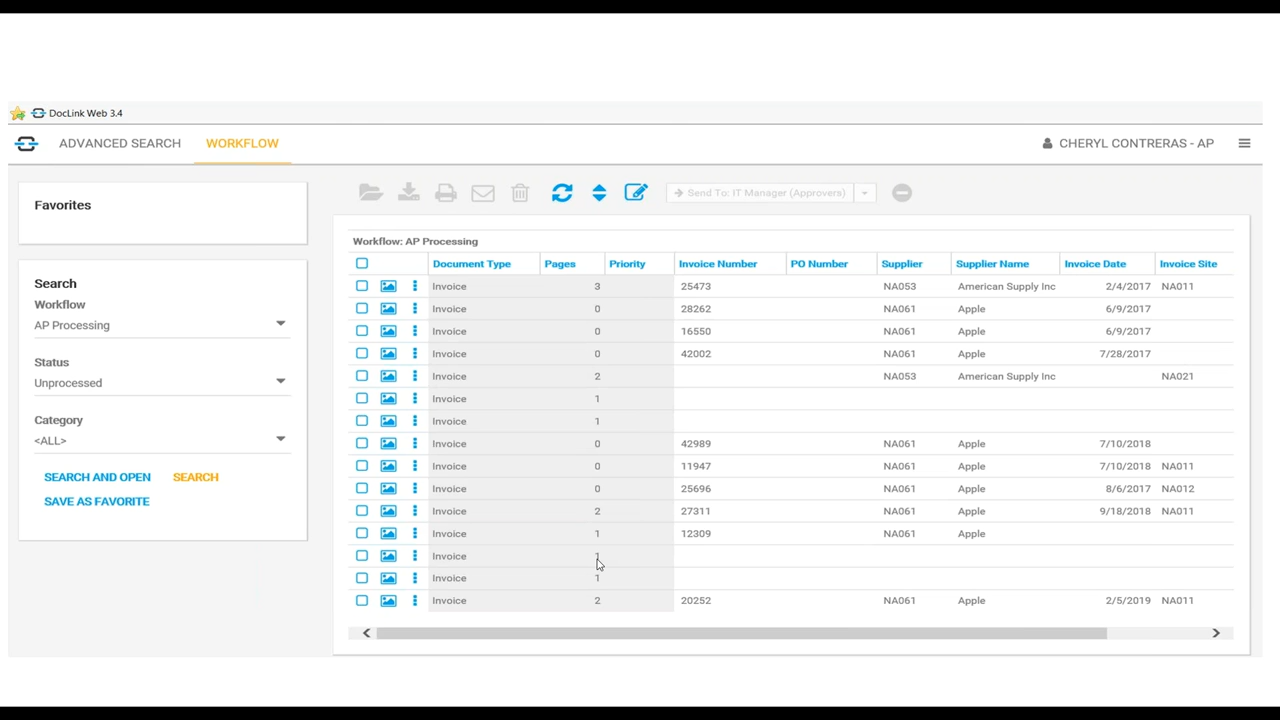 DocLink Web 3.4
ADVANCED SEARCH WORKFLOW CHERYL CONTRERAS - AP
Favorites
Search
Workflow
AP Processing
Status
Unprocessed
Category
<ALL>
SEARCH AND OPEN SEARCH
SAVE AS FAVORITE
Send To: IT Manager (Approvers)
Workflow: AP Processing
Document Type Pages Priority Invoice Number PO Number Supplier Supplier Name Invoice Date Invoice Site
Invoice 3 25473 NA053 American Supply Inc 2/4/2017 NA011
Invoice 0 28262 NA061 Apple 6/9/2017
Invoice 0 16550 NA061 Apple 6/9/2017
Invoice 0 42002 NA061 Apple 7/28/2017
Invoice 2 NA053 American Supply Inc NA021
Invoice 1
Invoice 1
Invoice 0 42989 NA061 Apple 7/10/2018
Invoice 0 11947 NA061 Apple 7/10/2018 NA011
Invoice 0 25696 NA061 Apple 8/6/2017 NA012
Invoice 2 27311 NA061 Apple 9/18/2018 NA011
Invoice 1 12309 NA061 Apple
Invoice 1
Invoice 1
Invoice 2 20252 NA061 Apple 2/5/2019 NA011